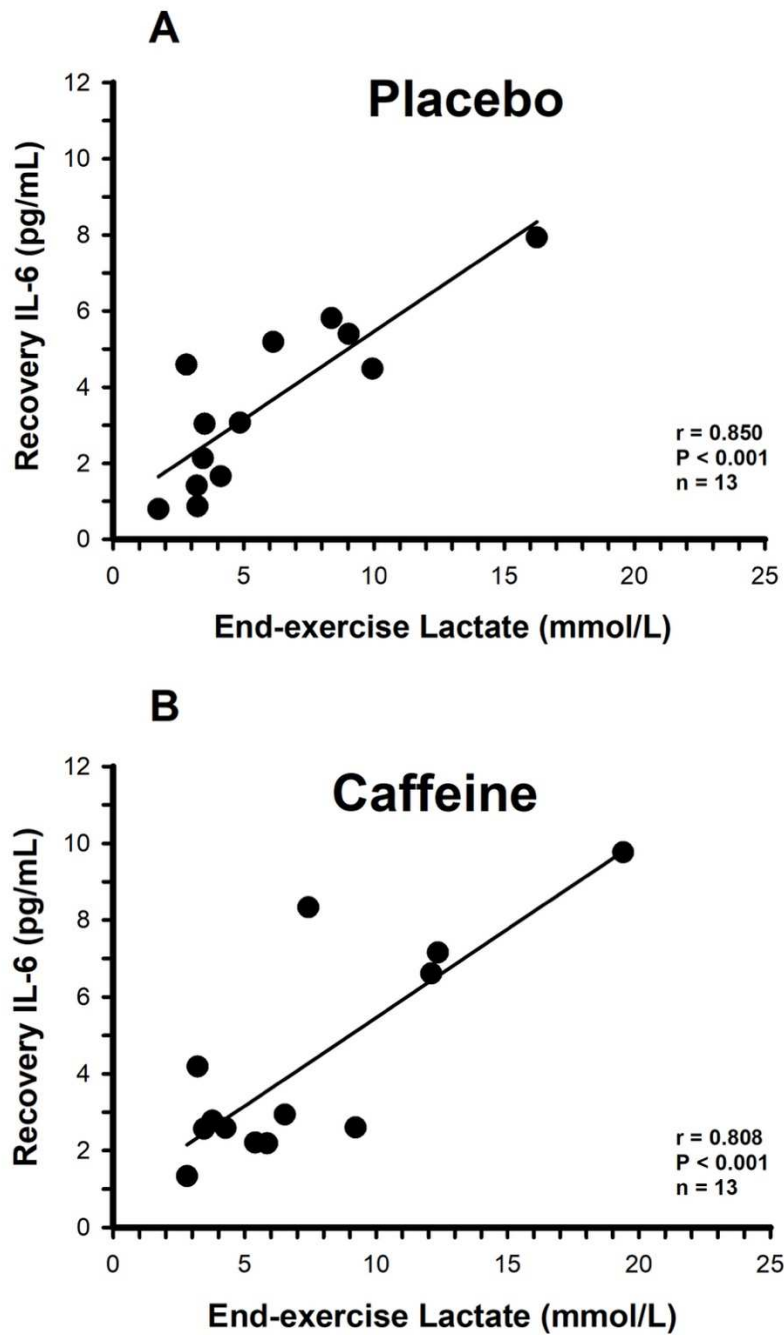 A
Placebo
Recovery IL-6 (pg/mL)
12
10
8
6
4
2
0
r = 0.850
P < 0.001
n = 13
0 5 10 15 20 25
End-exercise Lactate (mmol/L)
B
Caffeine
Recovery IL-6 (pg/mL)
12
10
8
6
4
2
0
r = 0.808
P < 0.001
n = 13
0 5 10 15 20 25
End-exercise Lactate (mmol/L)